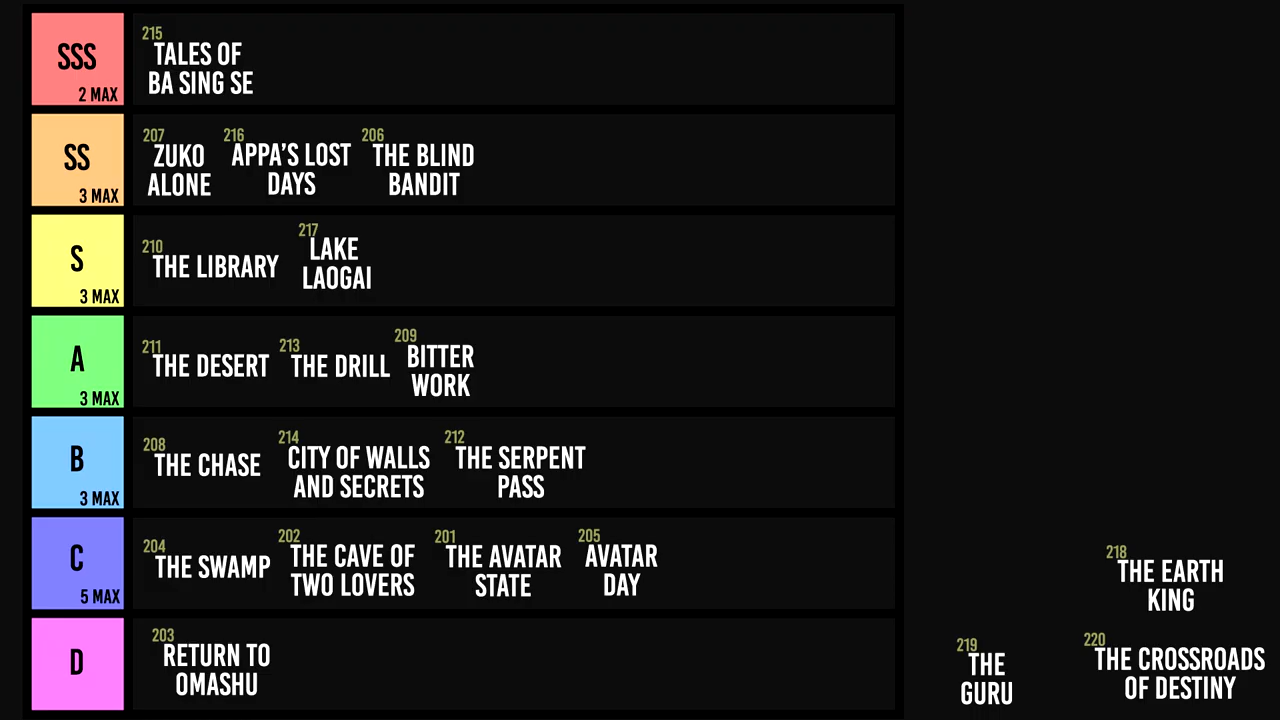 SSS
2 MAX
215
TALES OF
BA SING SE
SS
3 MAX
207
ZUKO
ALONE
216
APPA'S LOST
DAYS
206
THE BLIND
BANDIT
S
3 MAX
210
THE LIBRARY
217
LAKE
LAOGAI
A
3 MAX
211
THE DESERT
213
THE DRILL
209
BITTER
WORK
B
3 MAX
208
THE CHASE
214
CITY OF WALLS
AND SECRETS
212
THE SERPENT
PASS
C
5 MAX
204
THE SWAMP
202
THE CAVE OF
TWO LOVERS
201
THE AVATAR
STATE
205
AVATAR
DAY
D
203
RETURN TO
OMASHU
218
THE EARTH
KING
219
THE
GURU
220
THE CROSSROADS
OF DESTINY